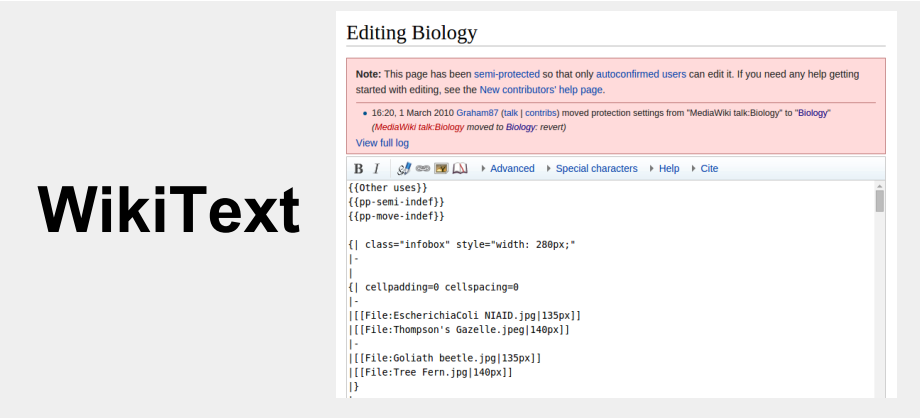 WikiText
Editing Biology
Note: This page has been semi-protected so that only autoconfirmed users can edit it. If you need any help getting
started with editing, see the New contributors' help page.
16:20, 1 March 2010 Graham87 (talk | contribs) moved protection settings from "MediaWiki talk:Biology" to "Biology"
(MediaWiki talk:Biology moved to Biology: revert)
View full log
B I Advanced Special characters Help Cite
{{Other uses}}
{{pp-semi-indef}}
{{pp-move-indef}}
{| class="infobox" style="width: 280px;"
|-
|
{| cellpadding=0 cellspacing=0
|-
|[[File:EscherichiaColi NIAID.jpg|135px]]
|[[File:Thompson's Gazelle.jpeg|140px]]
|-
|[[File:Goliath beetle.jpg|135px]]
|[[File:Tree Fern.jpg|140px]]
|}